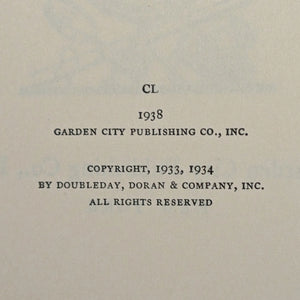 CL
1938
GARDEN CITY PUBLISHING CO., INC.
COPYRIGHT, 1933, 1934
BY DOUBLEDAY, DORAN & COMPANY, INC.
ALL RIGHTS RESERVED